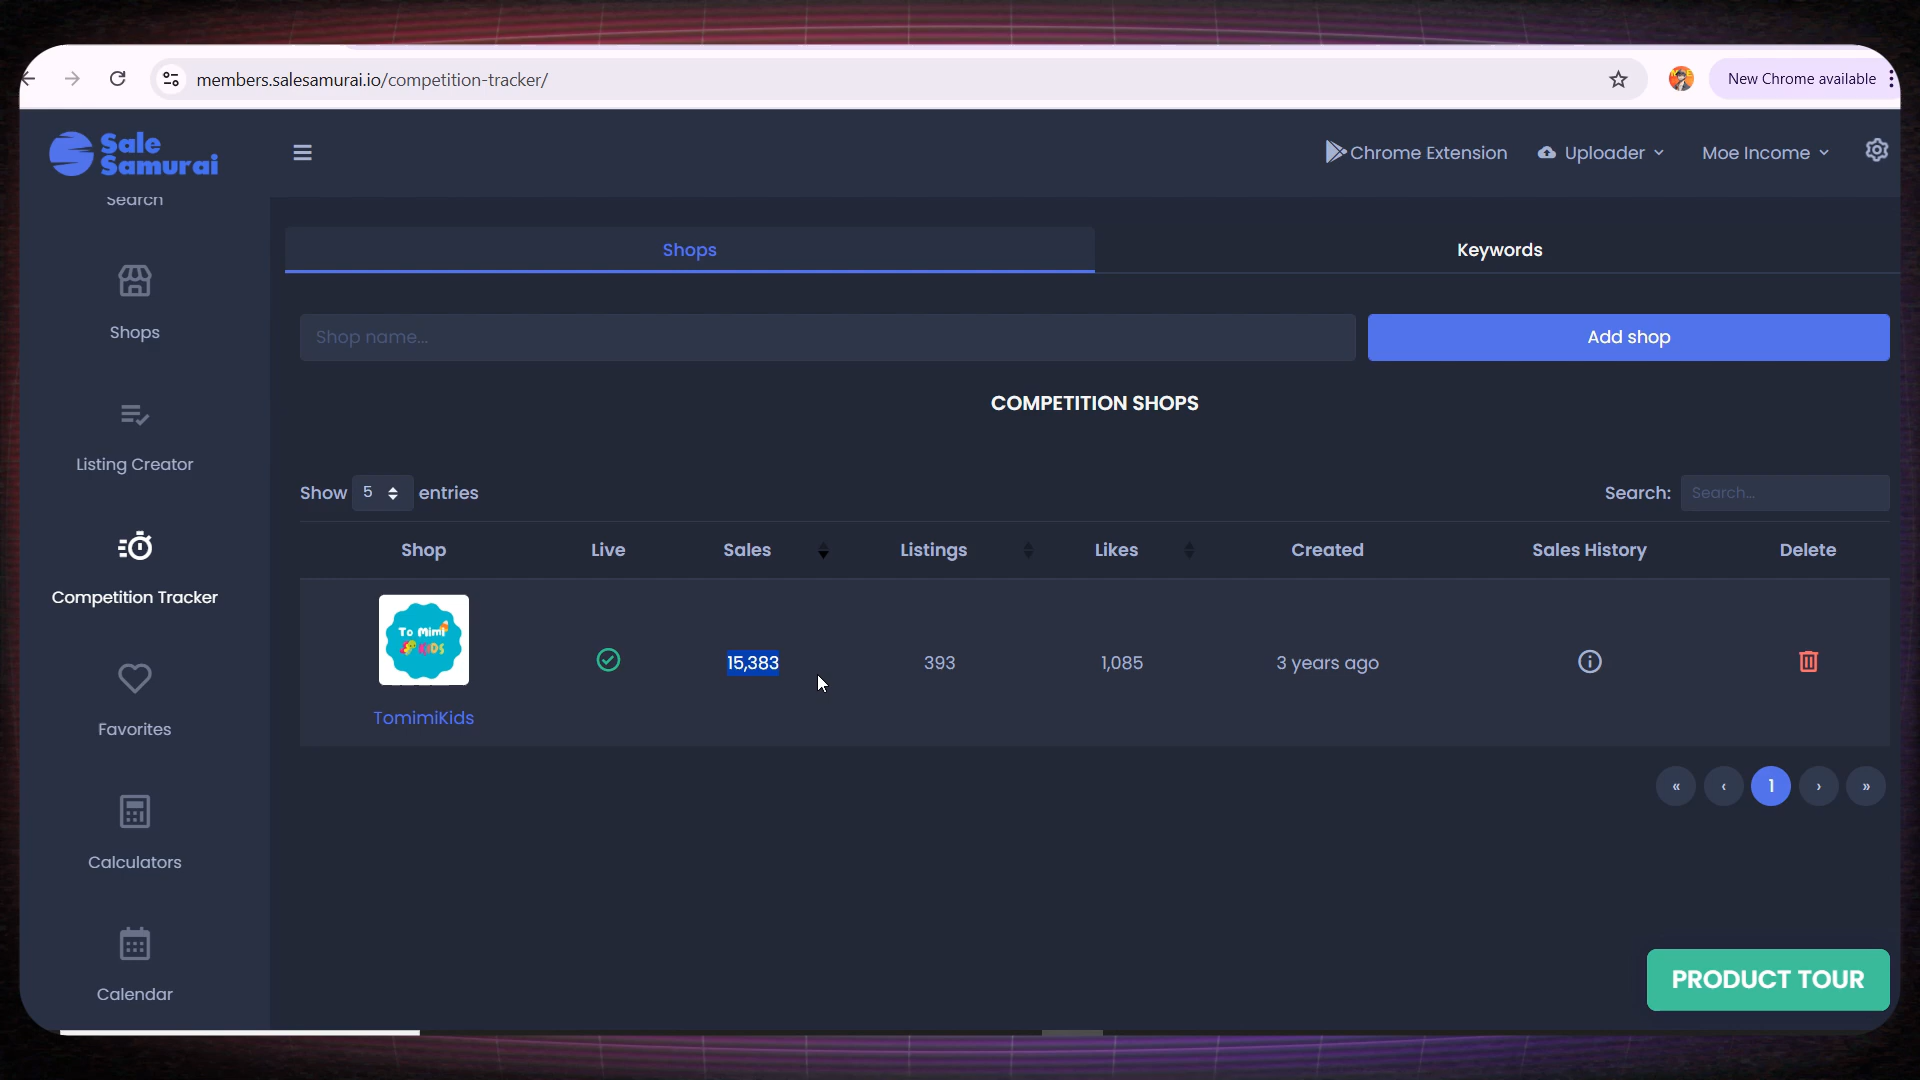 members.salesamurai.io/competition-tracker/
New Chrome available
Sale
Samurai
Chrome Extension
Uploader
Moe Income
Search
Shops
Listing Creator
Competition Tracker
Favorites
Calculators
Calendar
Shops
Keywords
Shop name...
Add shop
COMPETITION SHOPS
Show 5 entries
Search: Search...
Shop Live Sales Listings Likes Created Sales History Delete
To Mimi
KIDS
TomimiKids
15,383 393 1,085 3 years ago
« ‹ 1 › »
PRODUCT TOUR